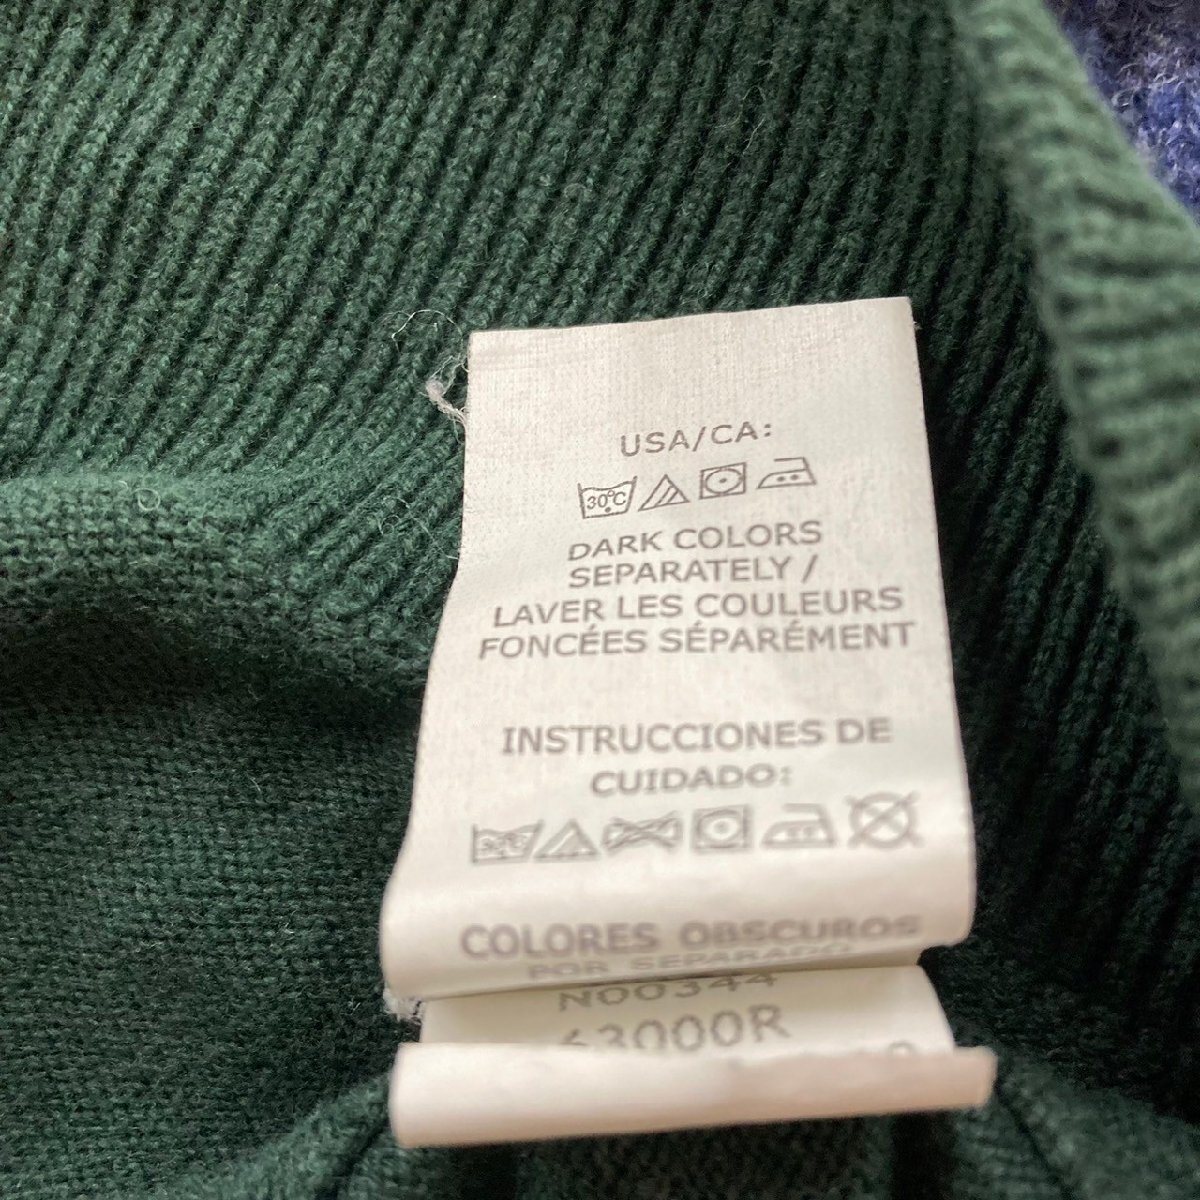 USA/CA:
30°C
DARK COLORS
SEPARATELY /
LAVER LES COULEURS
FONCÉES SÉPARÉMENT
INSTRUCCIONES DE
CUIDADO:
30°C
COLORES OBSCUROS
POR SEPARADO
N00344
63000R